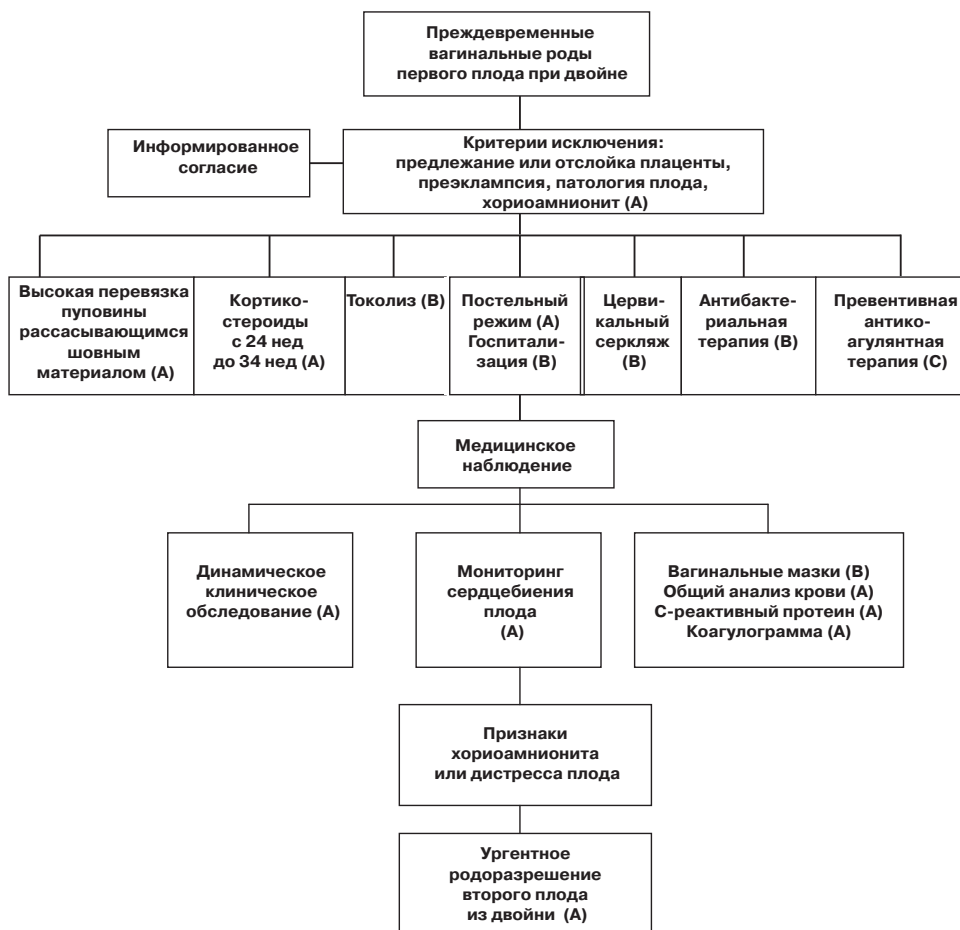 Преждевременные
вагинальные роды
первого плода при двойне
Информированное
согласие
Критерии исключения:
предлежание или отслойка плаценты,
преэклампсия, патология плода,
хориоамнионит (А)
Высокая перевязка
пуповины
рассасывающимся
шовным
материалом (А)
Кортико-
стероиды
с 24 нед
до 34 нед (А)
Токолиз (В)
Постельный
режим (А)
Госпитали-
зация (В)
Церви-
кальный
серкляж
(В)
Антибакте-
риальная
терапия (В)
Превентивная
антико-
агулянтная
терапия (С)
Медицинское
наблюдение
Динамическое
клиническое
обследование (А)
Мониторинг
сердцебиения
плода
(А)
Вагинальные мазки (В)
Общий анализ крови (А)
С-реактивный протеин (А)
Коагулограмма (А)
Признаки
хориоамнионита
или дистресса плода
Ургентное
родоразрешение
второго плода
из двойни (А)